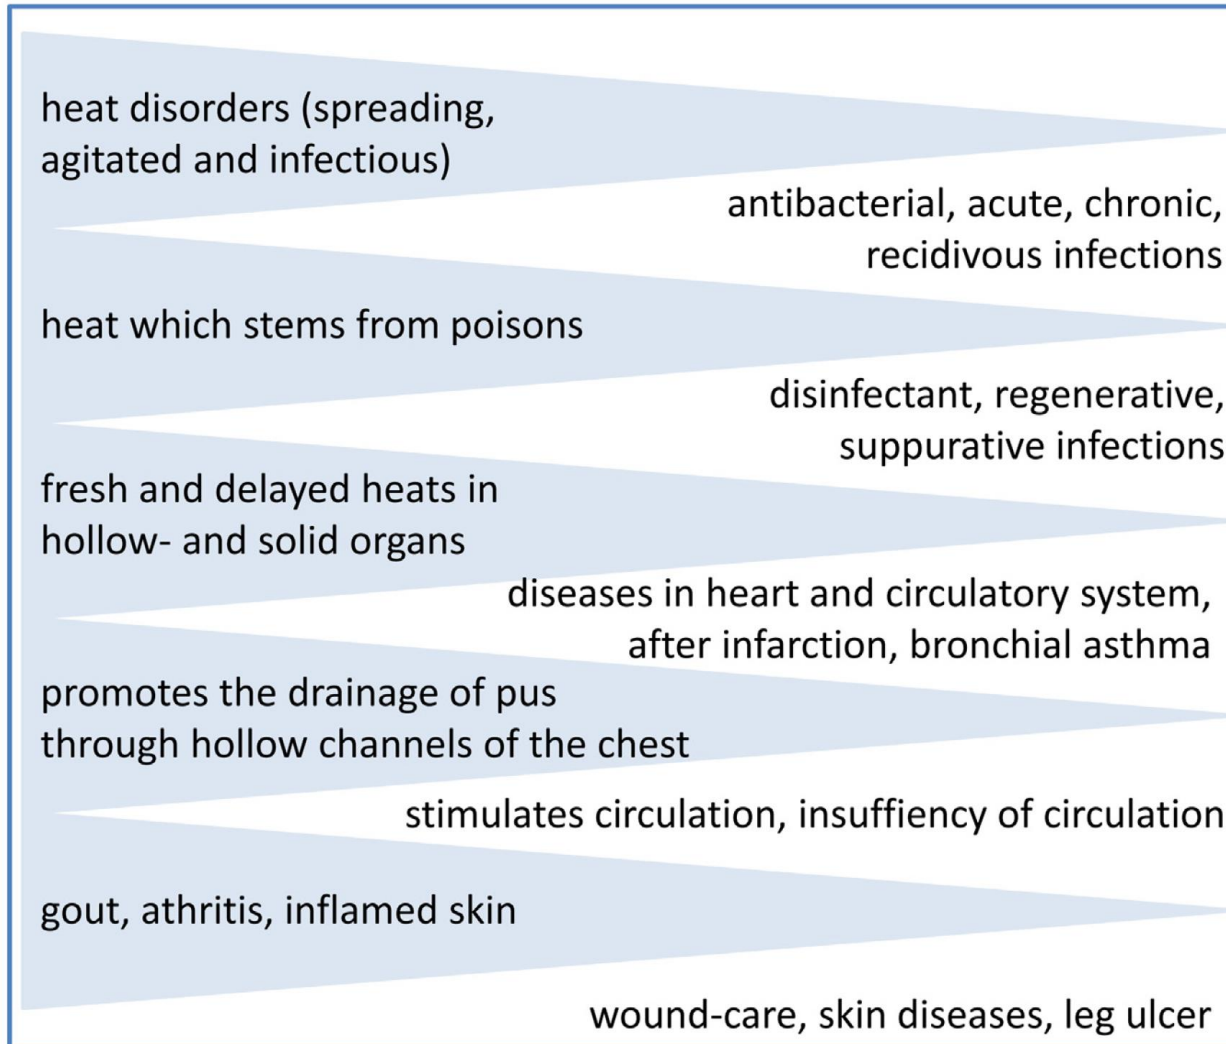 heat disorders (spreading,
agitated and infectious)
antibacterial, acute, chronic,
recidivous infections
heat which stems from poisons
disinfectant, regenerative,
suppurative infections
fresh and delayed heats in
hollow- and solid organs
diseases in heart and circulatory system,
after infarction, bronchial asthma
promotes the drainage of pus
through hollow channels of the chest
stimulates circulation, insuffiency of circulation
gout, athritis, inflamed skin
wound-care, skin diseases, leg ulcer